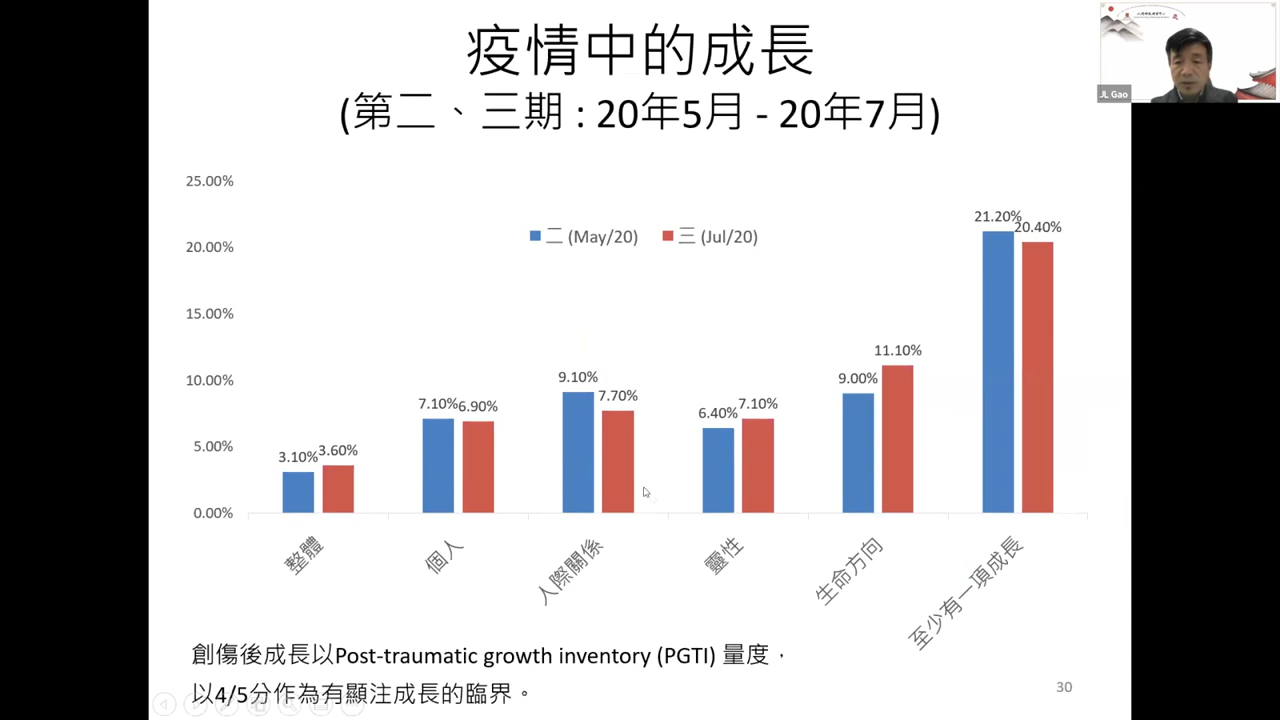 疫情中的成長
(第二、三期 : 20年5月 - 20年7月)
JL Gao
25.00%
20.00%
15.00%
10.00%
5.00%
0.00%
二 (May/20) 三 (Jul/20)
3.10% 3.60%
7.10% 6.90%
9.10% 7.70%
6.40% 7.10%
9.00% 11.10%
21.20% 20.40%
整體
個人
人際關係
靈性
生命方向
至少有一項成長
創傷後成長以Post-traumatic growth inventory (PGTI) 量度，
以4/5分作為有顯注成長的臨界。
30